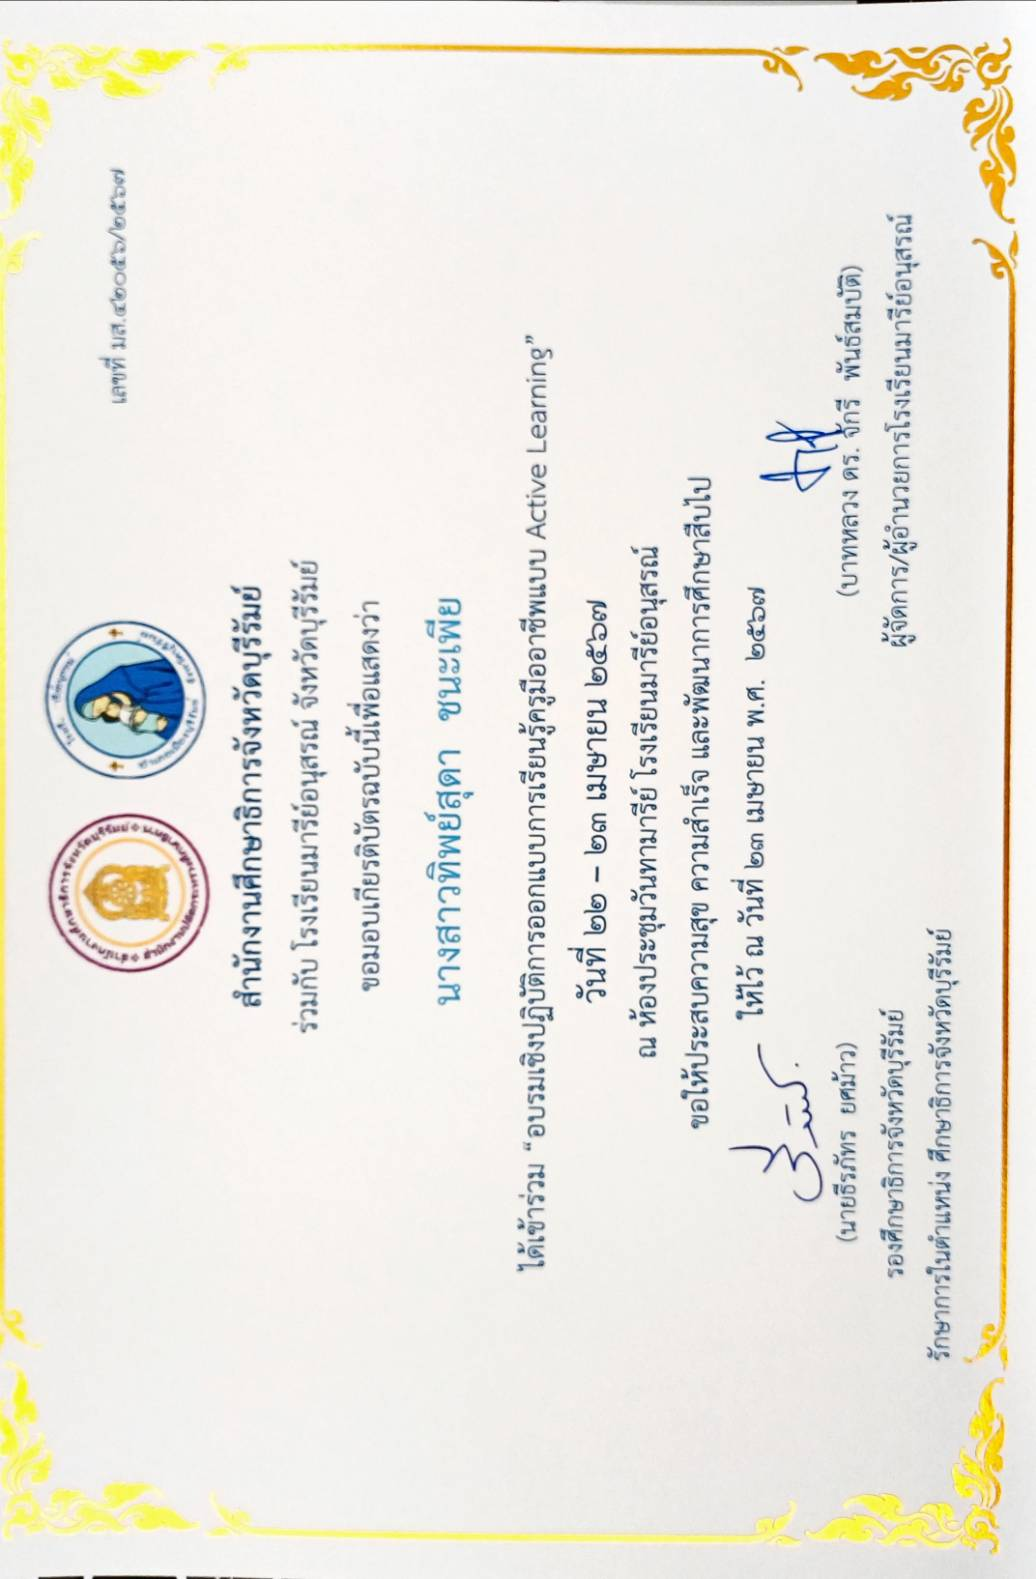 เลขที่ มส.๔๒๐๕๖/๒๕๖๗
สำนักงานศึกษาธิการจังหวัดบุรีรัมย์
ร่วมกับ โรงเรียนมารีย์อนุสรณ์ จังหวัดบุรีรัมย์
ขอมอบเกียรติบัตรฉบับนี้เพื่อแสดงว่า
นางสาวทิพย์สุดา ชนะเพีย
ได้เข้าร่วม “อบรมเชิงปฏิบัติการออกแบบการเรียนรู้ครูมืออาชีพแบบ Active Learning”
วันที่ ๒๒ – ๒๓ เมษายน ๒๕๖๗
ณ ห้องประชุมวันทามารีย์ โรงเรียนมารีย์อนุสรณ์
ขอให้ประสบความสุข ความสำเร็จ และพัฒนาการศึกษาสืบไป
ให้ไว้ ณ วันที่ ๒๓ เมษายน พ.ศ. ๒๕๖๗
(นายธีรภัทร ยศม้าว)
รองศึกษาธิการจังหวัดบุรีรัมย์
รักษาการในตำแหน่ง ศึกษาธิการจังหวัดบุรีรัมย์
(บาทหลวง ดร. จักรี พันธ์สมบัติ)
ผู้จัดการ/ผู้อำนวยการโรงเรียนมารีย์อนุสรณ์